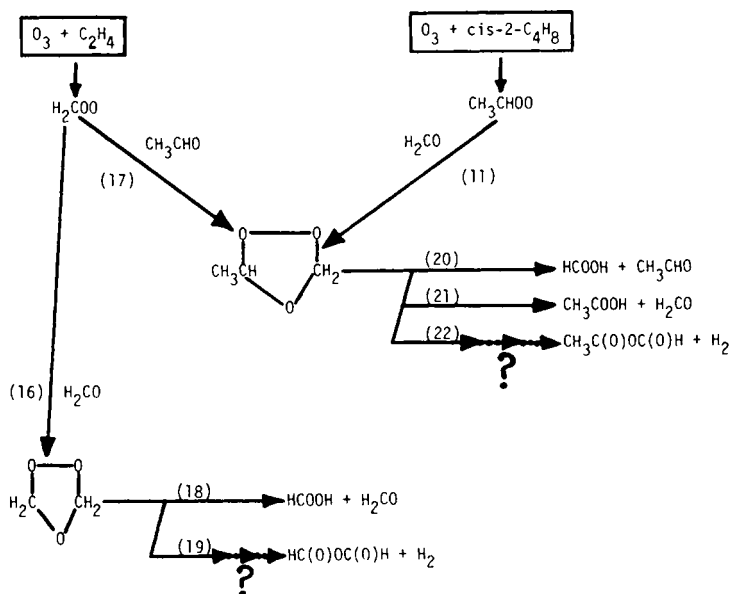 O₃ + C₂H₄
O₃ + cis-2-C₄H₈
H₂COO
CH₃CHOO
CH₃CHO
H₂CO
(17)
(11)
O O
CH₃CH CH₂
O
(20) HCOOH + CH₃CHO
(21) CH₃COOH + H₂CO
(22) CH₃C(O)OC(O)H + H₂
?
(16) H₂CO
O O
H₂C CH₂
O
(18) HCOOH + H₂CO
(19) HC(O)OC(O)H + H₂
?